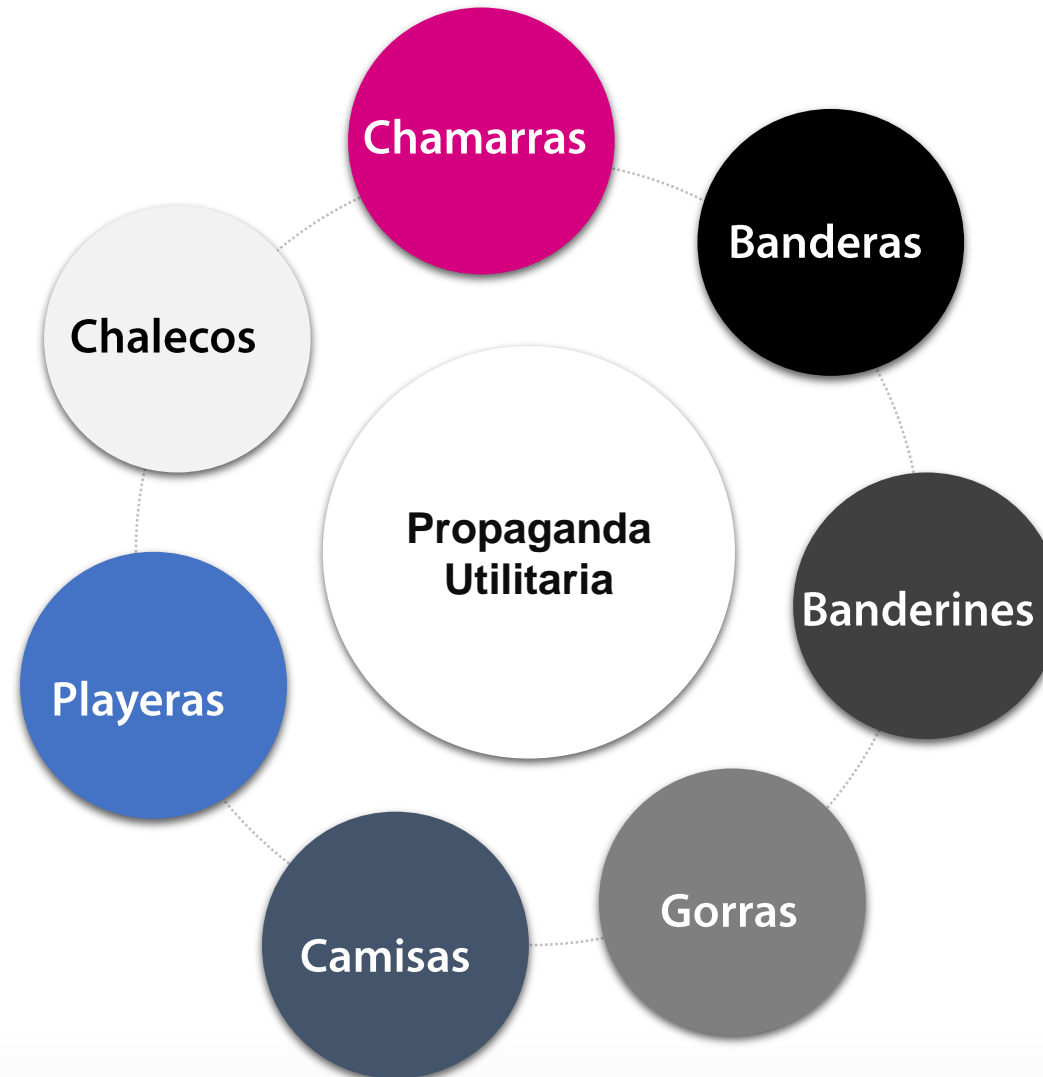 Chamarras
Banderas
Chalecos
Propaganda
Utilitaria
Banderines
Playeras
Gorras
Camisas